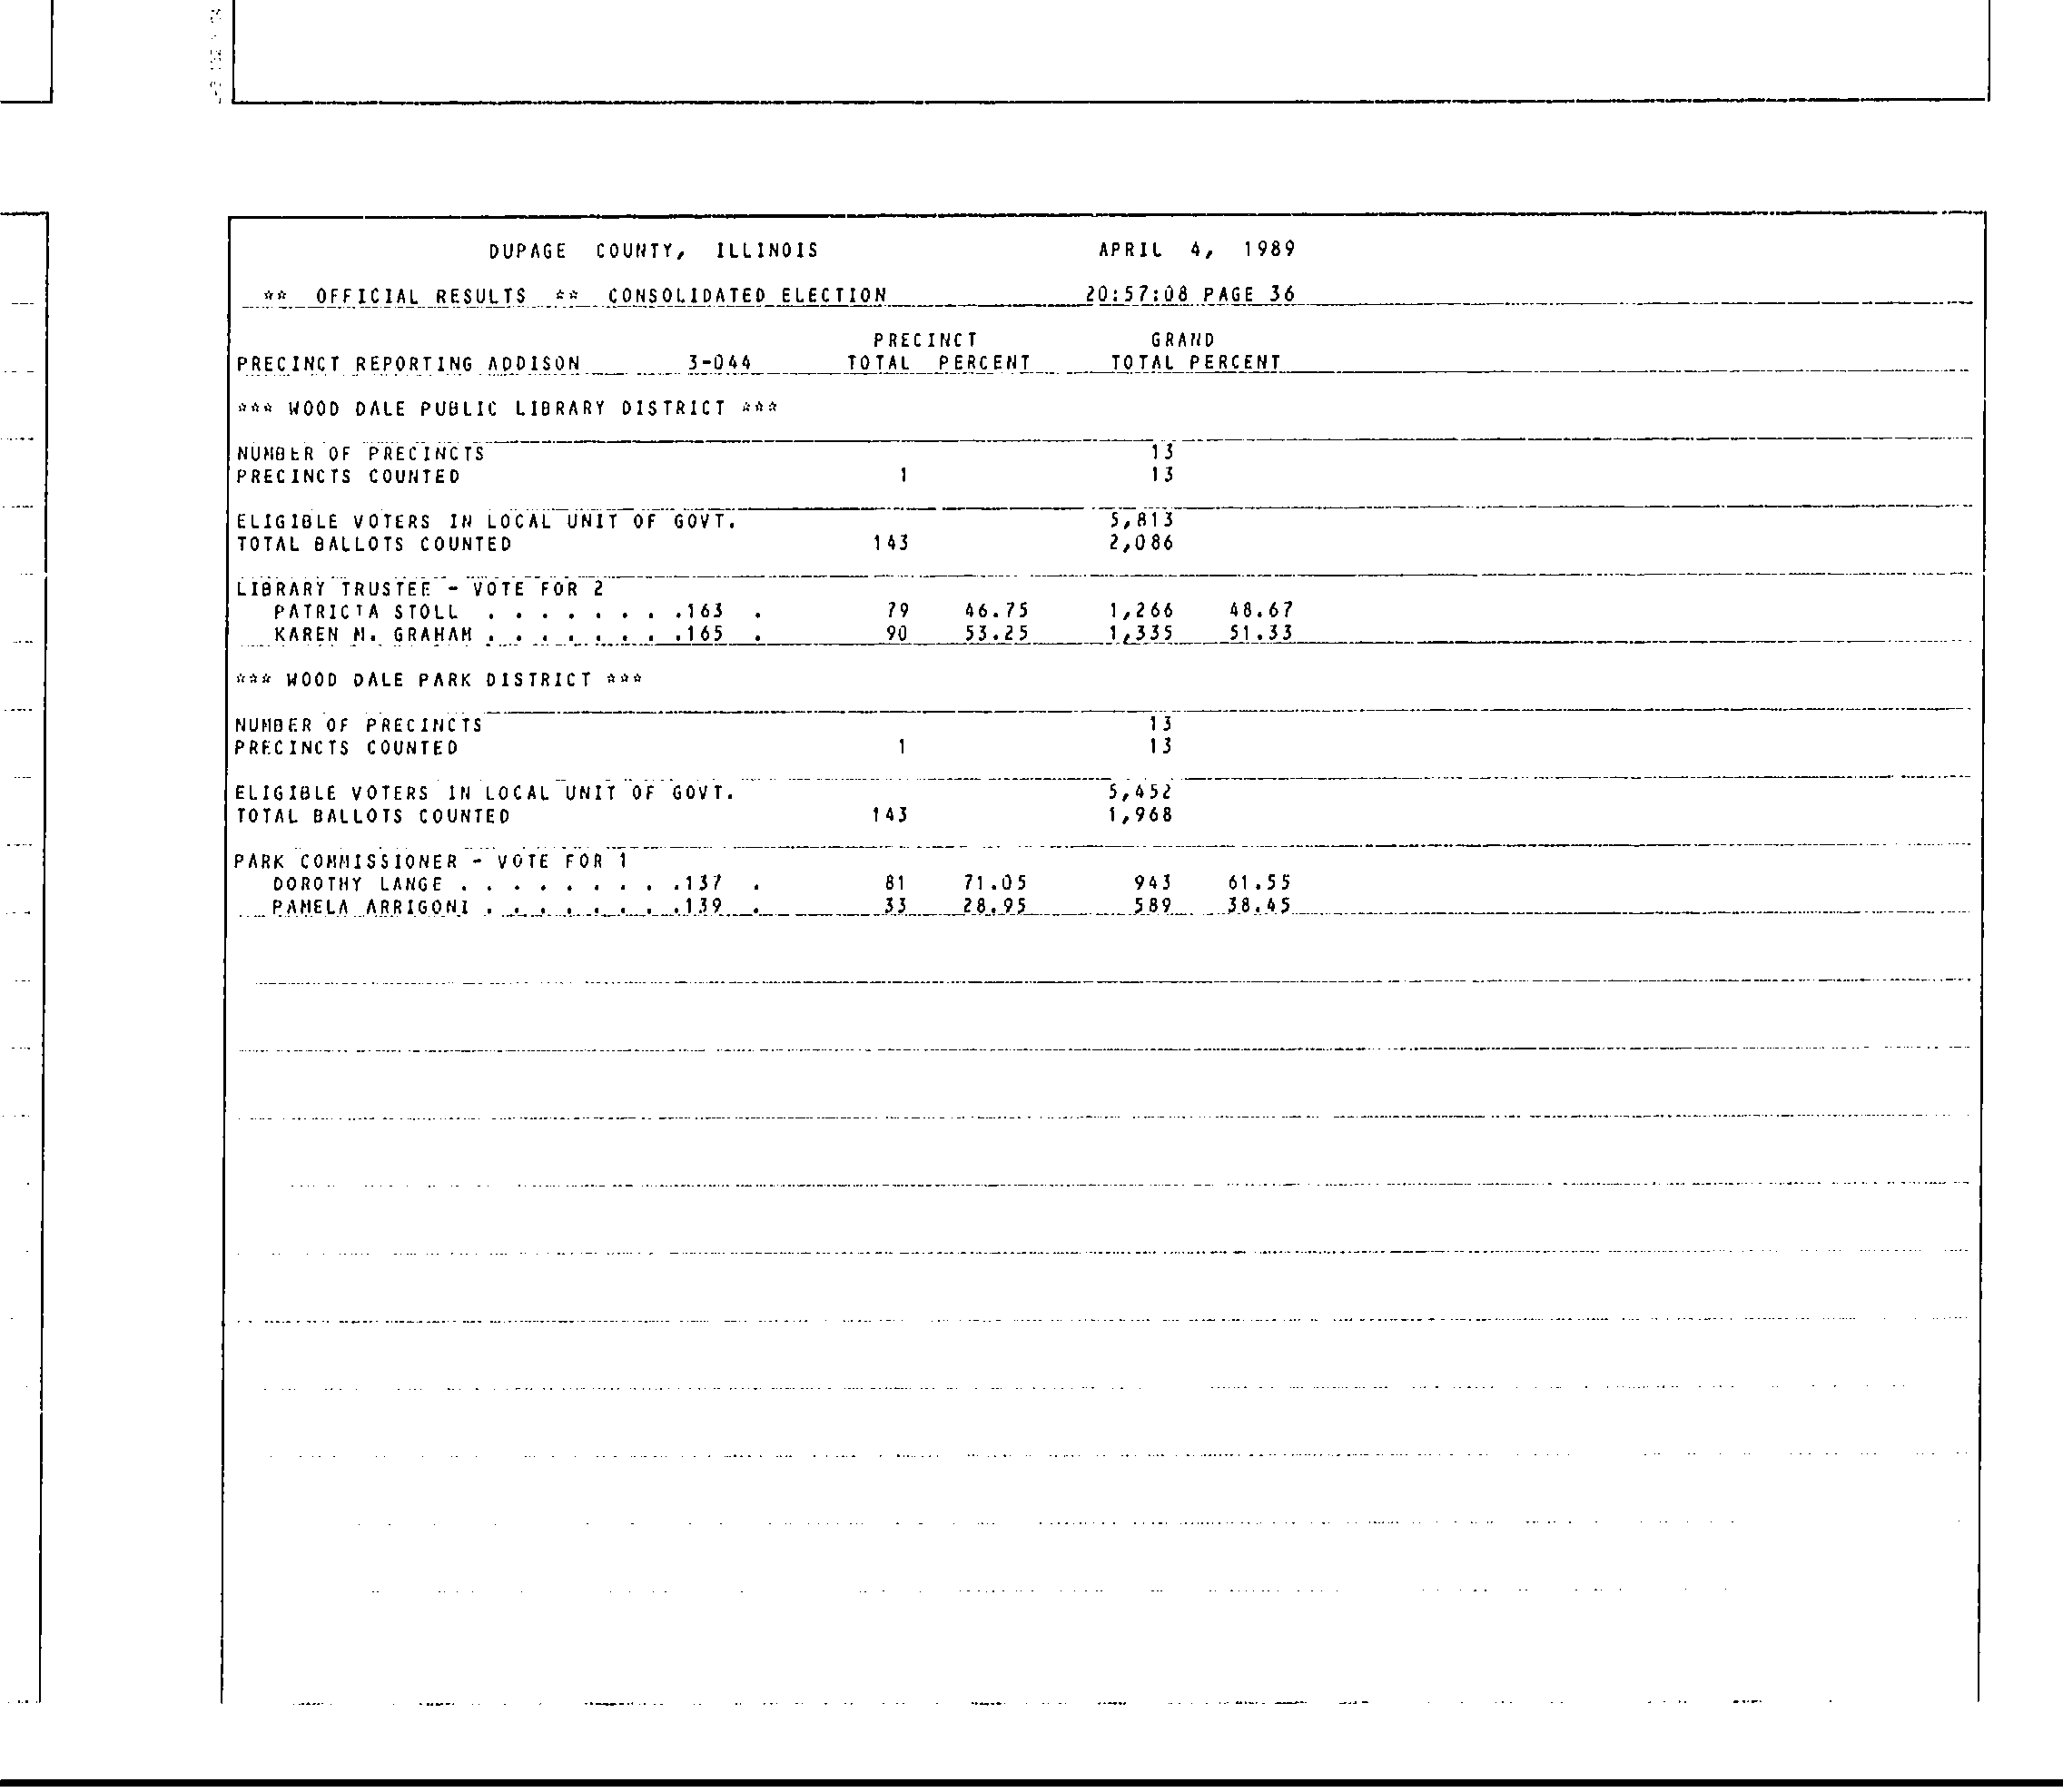 DUPAGE COUNTY, ILLINOIS APRIL 4, 1989
** OFFICIAL RESULTS ** CONSOLIDATED ELECTION 20:57:08 PAGE 36
PRECINCT GRAND
PRECINCT REPORTING ADDISON 3-044 TOTAL PERCENT TOTAL PERCENT
*** WOOD DALE PUBLIC LIBRARY DISTRICT ***
NUMBER OF PRECINCTS 13
PRECINCTS COUNTED 1 13
ELIGIBLE VOTERS IN LOCAL UNIT OF GOVT. 5,813
TOTAL BALLOTS COUNTED 143 2,086
LIBRARY TRUSTEE - VOTE FOR 2
PATRICIA STOLL . . . . . . . .163 . 79 46.75 1,266 48.67
KAREN M. GRAHAM . . . . . . . .165 . 90 53.25 1,335 51.33
*** WOOD DALE PARK DISTRICT ***
NUMBER OF PRECINCTS 13
PRECINCTS COUNTED 1 13
ELIGIBLE VOTERS IN LOCAL UNIT OF GOVT. 5,452
TOTAL BALLOTS COUNTED 143 1,968
PARK COMMISSIONER - VOTE FOR 1
DOROTHY LANGE . . . . . . . . .137 . 81 71.05 943 61.55
PAMELA ARRIGONI . . . . . . . .139 . 33 28.95 589 38.45